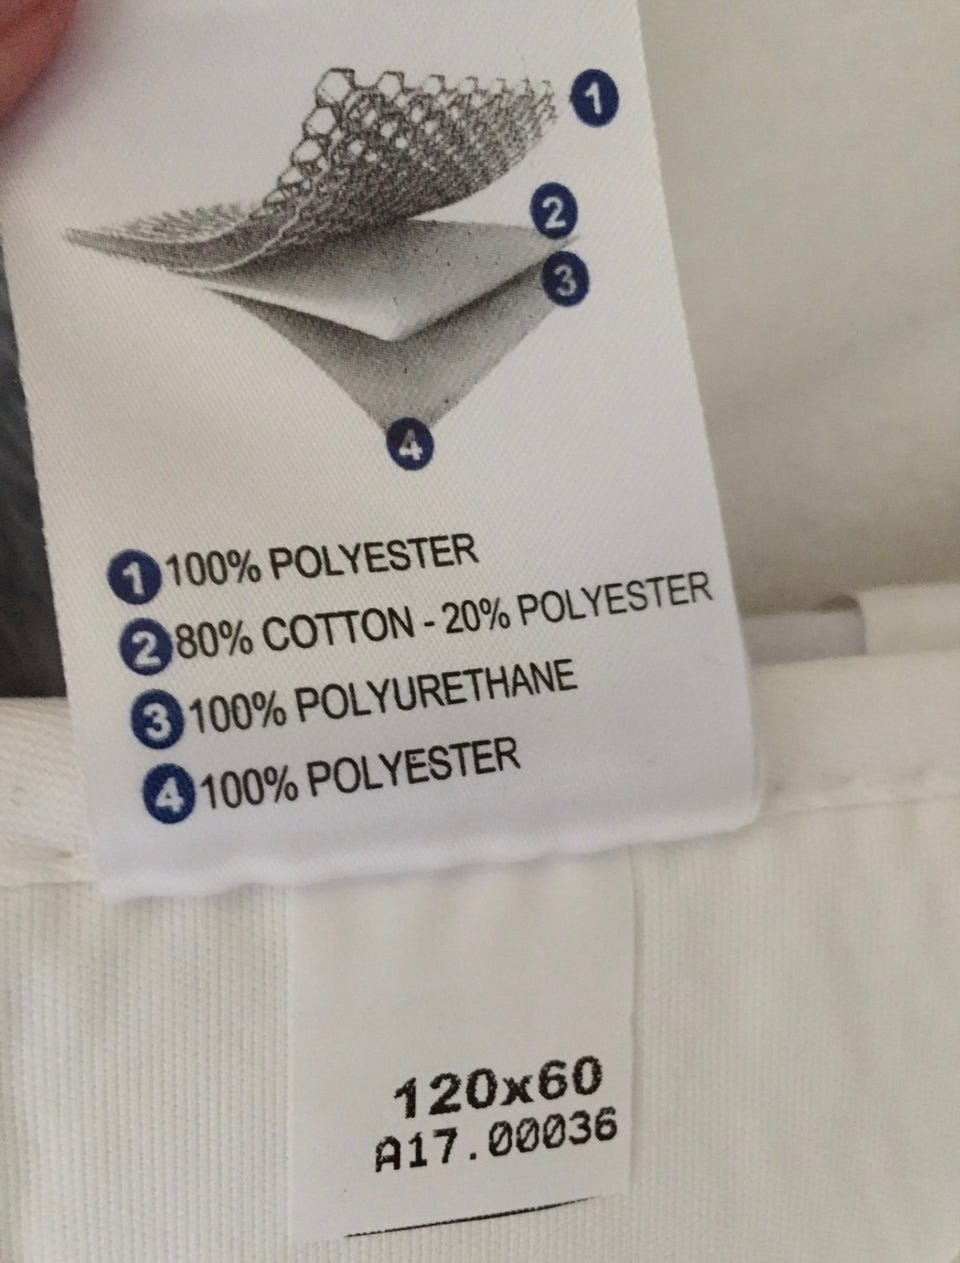 1
2
3
4
1 100% POLYESTER
2 80% COTTON - 20% POLYESTER
3 100% POLYURETHANE
4 100% POLYESTER
120x60
A17.00036